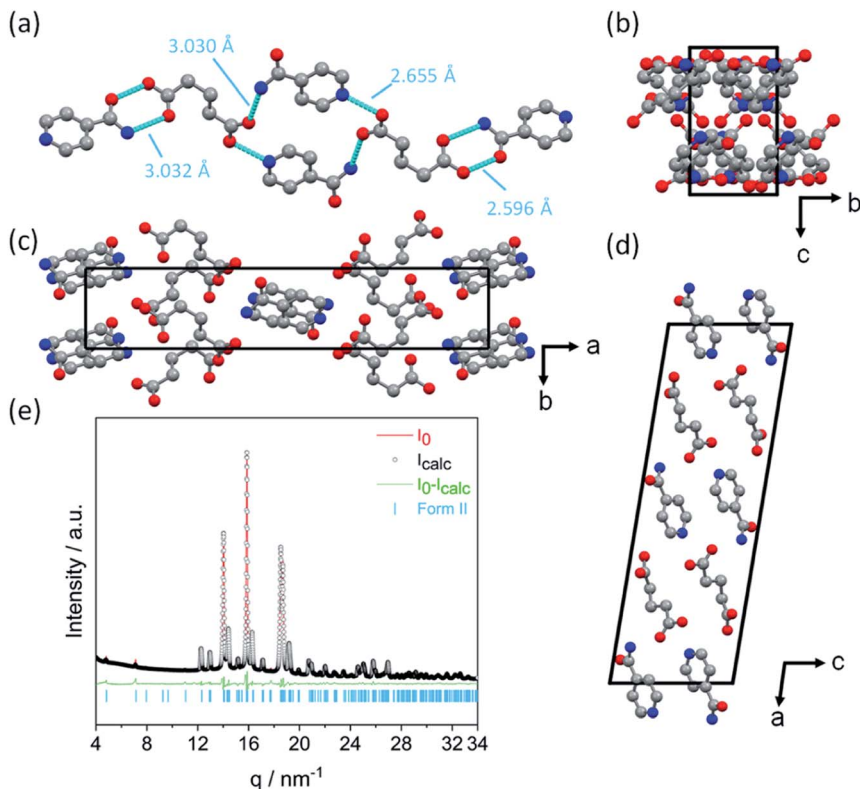 (a)
3.030 Å
2.655 Å
3.032 Å
2.596 Å
(b)
b
c
(c)
a
b
(d)
c
a
(e)
I0
Icalc
I0-Icalc
Form II
Intensity / a.u.
4 8 12 16 20 24 28 32 34
q / nm-1